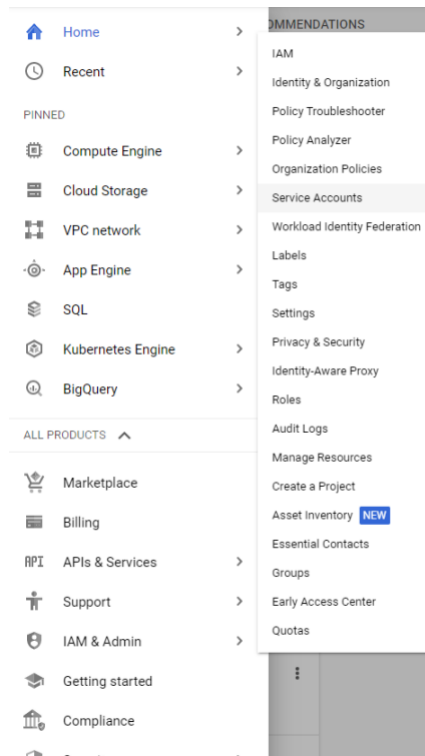 Home
Recent
PINNED
Compute Engine
Cloud Storage
VPC network
App Engine
SQL
Kubernetes Engine
BigQuery
ALL PRODUCTS
Marketplace
Billing
API APIs & Services
Support
IAM & Admin
Getting started
Compliance
OMMENDATIONS
IAM
Identity & Organization
Policy Troubleshooter
Policy Analyzer
Organization Policies
Service Accounts
Workload Identity Federation
Labels
Tags
Settings
Privacy & Security
Identity-Aware Proxy
Roles
Audit Logs
Manage Resources
Create a Project
Asset Inventory NEW
Essential Contacts
Groups
Early Access Center
Quotas